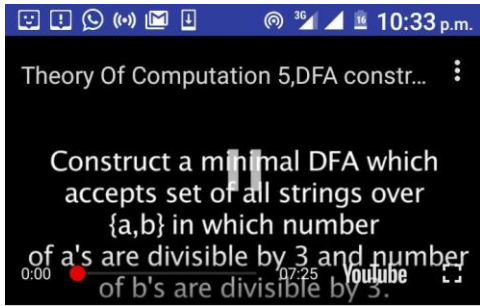 3G 16 10:33 p.m.
Theory Of Computation 5,DFA constr...
Construct a minimal DFA which
accepts set of all strings over
{a,b} in which number
of a's are divisible by 3 and number
0:00 07:25 YouTube
of b's are divisible by 3.